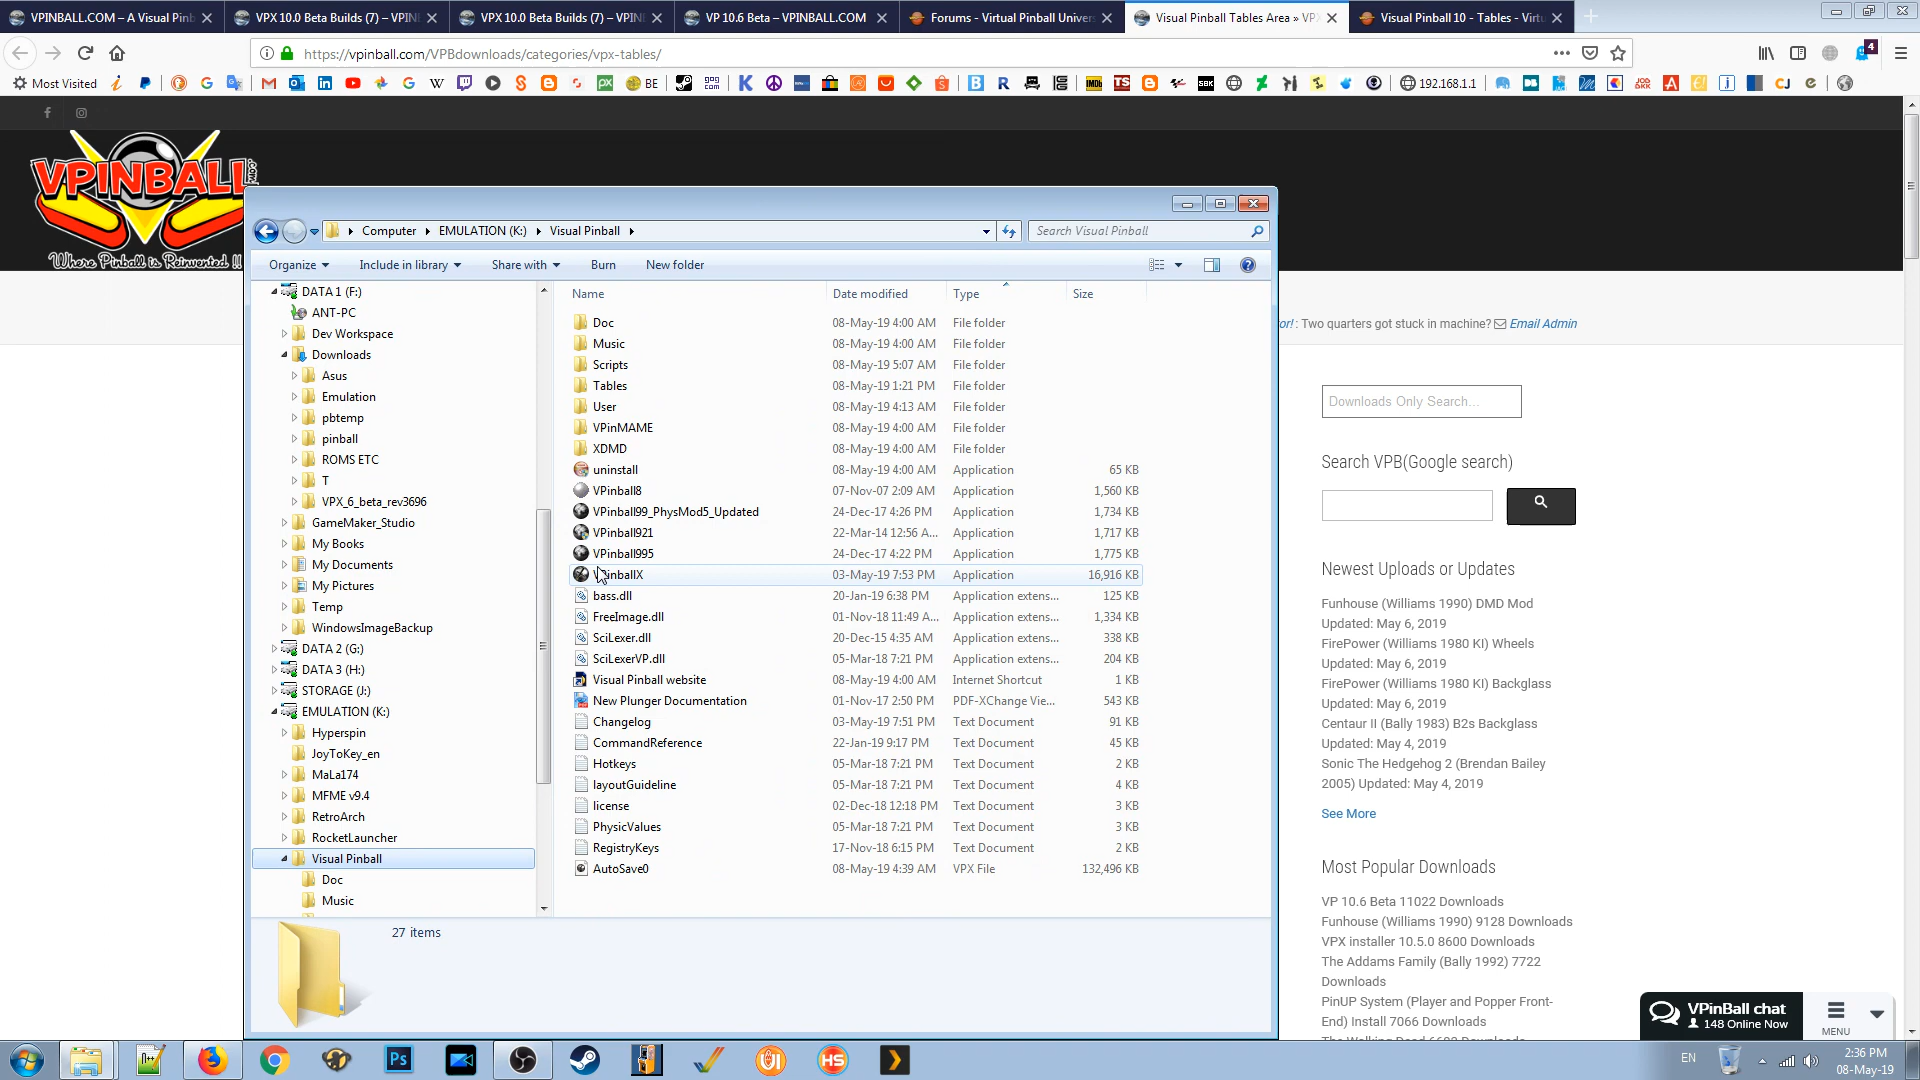 VPINBALL.COM – A Visual Pinb
VPX 10.0 Beta Builds (7) – VPINB
VPX 10.0 Beta Builds (7) – VPINB
VP 10.6 Beta – VPINBALL.COM
Forums - Virtual Pinball Univers
Visual Pinball Tables Area » VPX
Visual Pinball 10 - Tables - Virtu
https://vpinball.com/VPBdownloads/categories/vpx-tables/
4
Most Visited
BE
192.168.1.1
VPINBALL
.com
Where Pinball is Reinvented !!
Computer
EMULATION (K:)
Visual Pinball
Search Visual Pinball
Organize
Include in library
Share with
Burn
New folder
DATA 1 (F:)
ANT-PC
Dev Workspace
Downloads
Asus
Emulation
pbtemp
pinball
ROMS ETC
T
VPX_6_beta_rev3696
GameMaker_Studio
My Books
My Documents
My Pictures
Temp
WindowsImageBackup
DATA 2 (G:)
DATA 3 (H:)
STORAGE (J:)
EMULATION (K:)
Hyperspin
JoyToKey_en
MaLa174
MFME v9.4
RetroArch
RocketLauncher
Visual Pinball
Doc
Music
Name Date modified Type Size
Doc 08-May-19 4:00 AM File folder
Music 08-May-19 4:00 AM File folder
Scripts 08-May-19 5:07 AM File folder
Tables 08-May-19 1:21 PM File folder
User 08-May-19 4:13 AM File folder
VPinMAME 08-May-19 4:00 AM File folder
XDMD 08-May-19 4:00 AM File folder
uninstall 08-May-19 4:00 AM Application 65 KB
VPinball8 07-Nov-07 2:09 AM Application 1,560 KB
VPinball99_PhysMod5_Updated 24-Dec-17 4:26 PM Application 1,734 KB
VPinball921 22-Mar-14 12:56 A... Application 1,717 KB
VPinball995 24-Dec-17 4:22 PM Application 1,775 KB
VPinballX 03-May-19 7:53 PM Application 16,916 KB
bass.dll 20-Jan-19 6:38 PM Application extens... 125 KB
FreeImage.dll 01-Nov-18 11:49 A... Application extens... 1,334 KB
SciLexer.dll 20-Dec-15 4:35 AM Application extens... 338 KB
SciLexerVP.dll 05-Mar-18 7:21 PM Application extens... 204 KB
Visual Pinball website 08-May-19 4:00 AM Internet Shortcut 1 KB
New Plunger Documentation 01-Nov-17 2:50 PM PDF-XChange Vie... 543 KB
Changelog 03-May-19 7:51 PM Text Document 91 KB
CommandReference 22-Jan-19 9:17 PM Text Document 45 KB
Hotkeys 05-Mar-18 7:21 PM Text Document 2 KB
layoutGuideline 05-Mar-18 7:21 PM Text Document 4 KB
license 02-Dec-18 12:18 PM Text Document 3 KB
PhysicValues 05-Mar-18 7:21 PM Text Document 3 KB
RegistryKeys 17-Nov-18 6:15 PM Text Document 2 KB
AutoSave0 08-May-19 4:39 AM VPX File 132,496 KB
27 items
or! : Two quarters got stuck in machine? Email Admin
Downloads Only Search...
Search VPB(Google search)
Newest Uploads or Updates
Funhouse (Williams 1990) DMD Mod
Updated: May 6, 2019
FirePower (Williams 1980 KI) Wheels
Updated: May 6, 2019
FirePower (Williams 1980 KI) Backglass
Updated: May 6, 2019
Centaur II (Bally 1983) B2s Backglass
Updated: May 4, 2019
Sonic The Hedgehog 2 (Brendan Bailey
2005) Updated: May 4, 2019
See More
Most Popular Downloads
VP 10.6 Beta 11022 Downloads
Funhouse (Williams 1990) 9128 Downloads
VPX installer 10.5.0 8600 Downloads
The Addams Family (Bally 1992) 7722
Downloads
PinUP System (Player and Popper Front-
End) Install 7066 Downloads
VPinBall chat
148 Online Now
MENU
Ps
HS
EN
2:36 PM
08-May-19